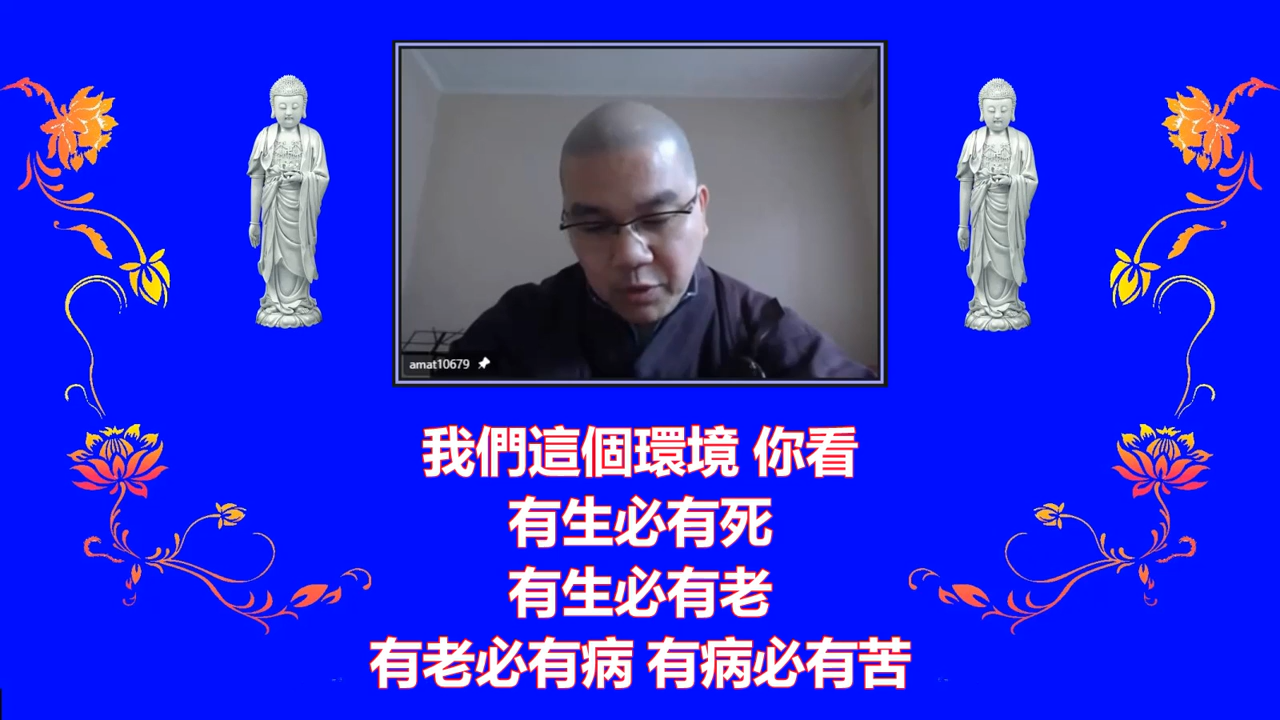 amat10679
我們這個環境 你看
有生必有死
有生必有老
有老必有病 有病必有苦